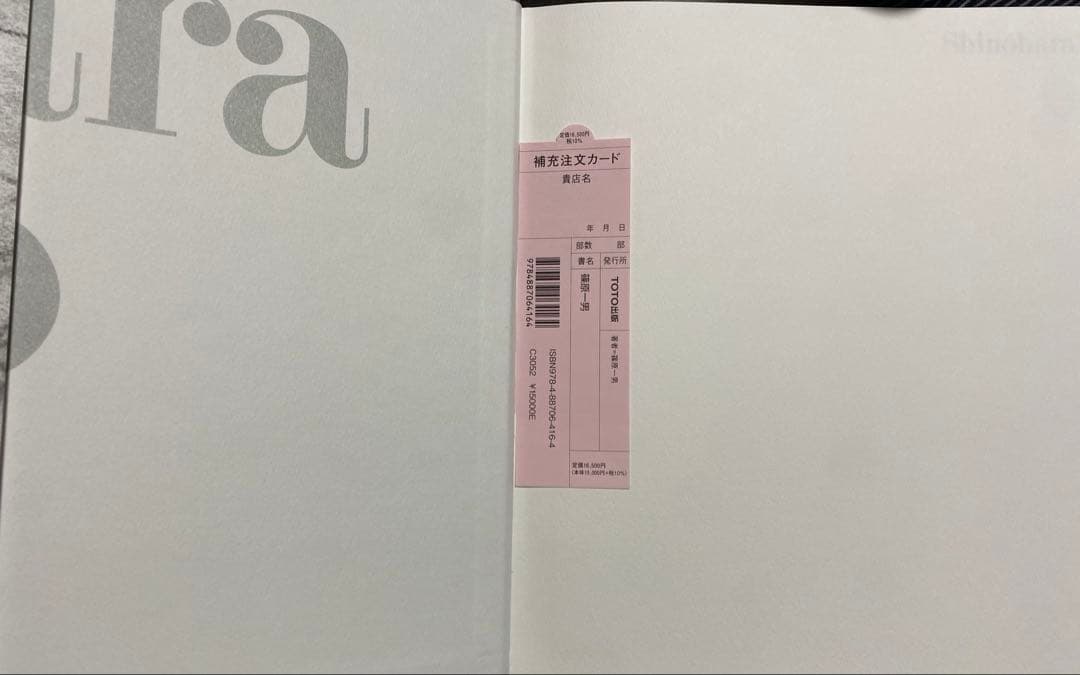 ara
Shinohara
定価16,500円
税10%
補充注文カード
貴店名
年 月 日
部数 部
書名 発行所
篠原一男
TOTO出版
著者=篠原一男
9784887064164
ISBN978-4-88706-416-4
C3052 ¥15000E
定価16,500円
(本体15,000円+税10%)